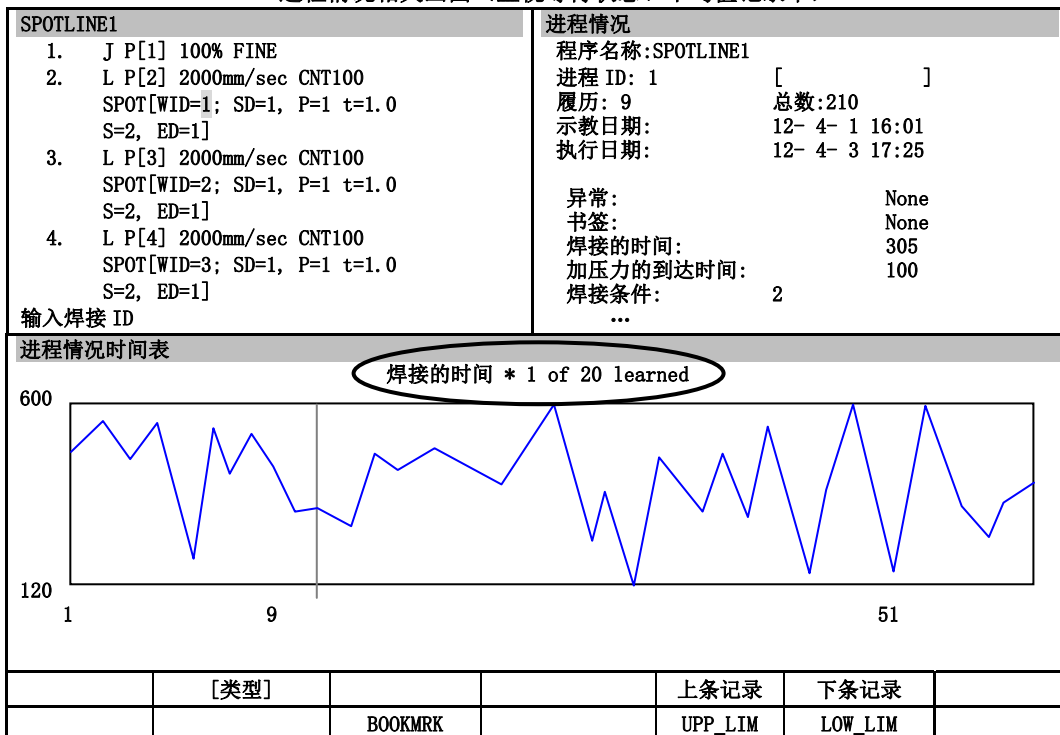 SPOTLINE1
1. J P[1] 100% FINE
2. L P[2] 2000mm/sec CNT100
SPOT[WID=1; SD=1, P=1 t=1.0
S=2, ED=1]
3. L P[3] 2000mm/sec CNT100
SPOT[WID=2; SD=1, P=1 t=1.0
S=2, ED=1]
4. L P[4] 2000mm/sec CNT100
SPOT[WID=3; SD=1, P=1 t=1.0
S=2, ED=1]
输入焊接 ID
进程情况
程序名称:SPOTLINE1
进程 ID: 1 [ ]
履历: 9 总数:210
示教日期: 12- 4- 1 16:01
执行日期: 12- 4- 3 17:25
异常: None
书签: None
焊接的时间: 305
加压力的到达时间: 100
焊接条件: 2
…
进程情况时间表
焊接的时间 * 1 of 20 learned
600
120
1 9 51
[类型] 上条记录 下条记录
BOOKMRK UPP_LIM LOW_LIM